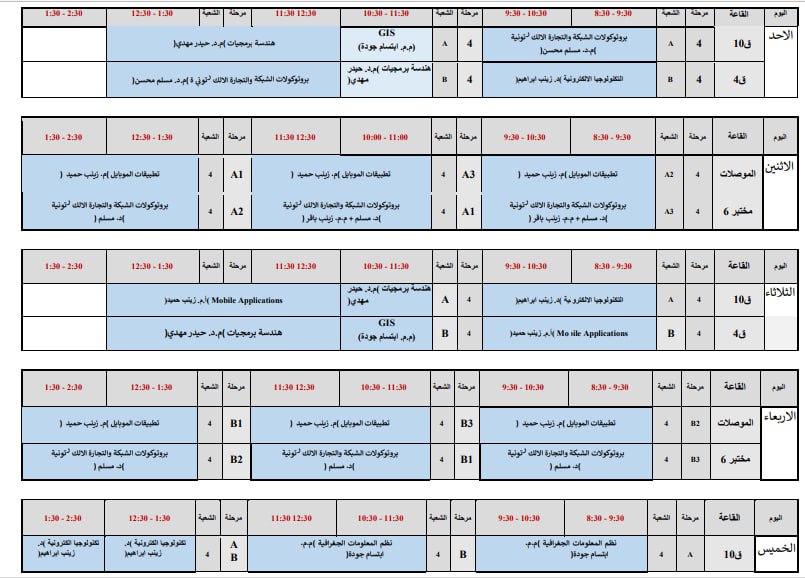 اليوم القاعة مرحلة الشعبة 8:30 - 9:30 9:30 - 10:30 مرحلة الشعبة 10:30 - 11:30 11:30 12:30 الشعبة مرحلة 12:30 - 1:30 1:30 - 2:30
الاحد ق10 4 A بروتوكولات الشبكة والتجارة الالك ترتونية 4 A GIS هندسة برمجيات )م.د. حيدر مهدي(
)م.د. مسلم محسن( (م.م. ابتسام جودة)
ق4 4 B التكنلوجيا الالكترونية )د. زينب ابراهيم( 4 B هندسة برمجيات )م.د. حيدر بروتوكولات الشبكة والتجارة الالك ترتوني ة )م.د. مسلم محسن(
مهدي(
اليوم القاعة مرحلة الشعبة 8:30 - 9:30 9:30 - 10:30 مرحلة الشعبة 10:00 - 11:00 11:30 12:30 مرحلة الشعبة 12:30 - 1:30 1:30 - 2:30
الاثنين الموصلات 4 A2 تطبيقات الموبايل )م. زينب حميد ( A3 4 تطبيقات الموبايل )م. زينب حميد ( A1 4 تطبيقات الموبايل )م. زينب حميد (
مختبر 6 4 A3 بروتوكولات الشبكة والتجارة الالك ترتونية A1 4 بروتوكولات الشبكة والتجارة الالك ترتونية A2 4 بروتوكولات الشبكة والتجارة الالك ترتونية
)د. مسلم + م.م. زينب باقر ( )د. مسلم + م.م. زينب باقر ( )د. مسلم (
اليوم القاعة مرحلة الشعبة 8:30 - 9:30 9:30 - 10:30 مرحلة الشعبة 10:30 - 11:30 11:30 12:30 مرحلة الشعبة 12:30 - 1:30 1:30 - 2:30
الثلاثاء ق10 4 A التكنلوجيا الالكترونية )د. زينب ابراهيم( 4 A هندسة برمجيات )م.د. حيدر Mobile Applications )أ.م. زينب حميد(
مهدي(
ق4 4 B Mobile Applications )أ.م. زينب حميد( 4 B GIS هندسة برمجيات )م.د. حيدر مهدي(
(م.م. ابتسام جودة)
اليوم القاعة مرحلة الشعبة 8:30 - 9:30 9:30 - 10:30 مرحلة الشعبة 10:30 - 11:30 11:30 12:30 مرحلة الشعبة 12:30 - 1:30 1:30 - 2:30
الاربعاء الموصلات 4 B2 تطبيقات الموبايل )م. زينب حميد ( B3 4 تطبيقات الموبايل )م. زينب حميد ( B1 4 تطبيقات الموبايل )م. زينب حميد (
مختبر 6 4 B3 بروتوكولات الشبكة والتجارة الالك ترتونية B1 4 بروتوكولات الشبكة والتجارة الالك ترتونية B2 4 بروتوكولات الشبكة والتجارة الالك ترتونية
)د. مسلم ( )د. مسلم ( )د. مسلم (
اليوم القاعة مرحلة الشعبة 8:30 - 9:30 9:30 - 10:30 مرحلة الشعبة 10:30 - 11:30 11:30 12:30 مرحلة الشعبة 12:30 - 1:30 1:30 - 2:30
الخميس ق10 A 4 نظم المعلومات الجغرافية )م.م. B 4 نظم المعلومات الجغرافية )م.م. A 4 تكنولوجيا الكترونية )د. تكنولوجيا الكترونية )د.
ابتسام جودة( ابتسام جودة( B زينب ابراهيم( زينب ابراهيم(